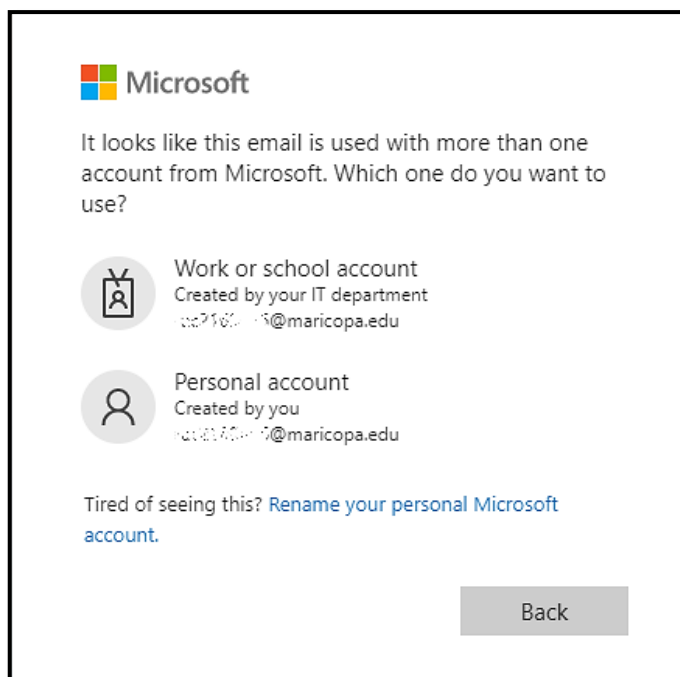 Microsoft
It looks like this email is used with more than one
account from Microsoft. Which one do you want to
use?
Work or school account
Created by your IT department
@maricopa.edu
Personal account
Created by you
@maricopa.edu
Tired of seeing this? Rename your personal Microsoft
account.
Back